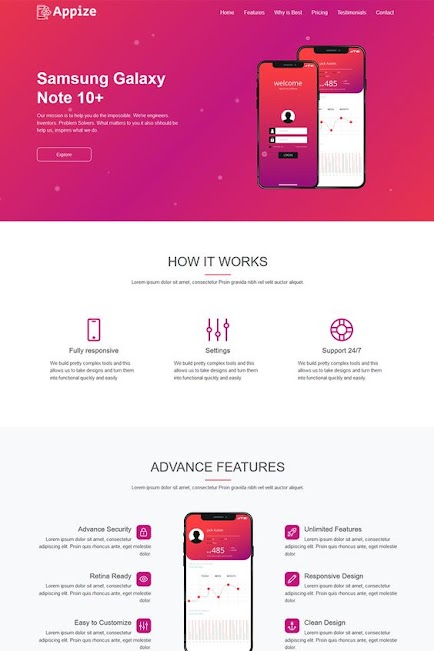 Appize
Home Features Why is Best Pricing Testimonials Contact
Samsung Galaxy
Note 10+
Our mission is to help you do the impossible. We're engineers.
Inventors. Problem Solvers. What matters to you it also shhould be
help us, inspires what we do
Explore
welcome
LOGIN
485
HOW IT WORKS
Lorem ipsum dolor sit amet, consectetur Proin gravida nibh vel velit auctor aliquet.
Fully responsive
We build pretty complex tools and this
allows us to take designs and turn them
into functional quickly and easily
Settings
We build pretty complex tools and this
allows us to take designs and turn them
into functional quickly and easily
Support 24/7
We build pretty complex tools and this
allows us to take designs and turn them
into functional quickly and easily
ADVANCE FEATURES
Lorem ipsum dolor sit amet, consectetur Proin gravida nibh vel velit auctor aliquet.
Advance Security
Lorem ipsum dolor sit amet, consectetur
adipiscing elit. Proin quis rhoncus ante, eget molestie
dolor.
Retina Ready
Lorem ipsum dolor sit amet, consectetur
adipiscing elit. Proin quis rhoncus ante, eget molestie
dolor.
Easy to Customize
Lorem ipsum dolor sit amet, consectetur
adipiscing elit. Proin quis rhoncus ante, eget molestie
dolor.
485
Unlimited Features
Lorem ipsum dolor sit amet, consectetur
adipiscing elit. Proin quis rhoncus ante, eget molestie
dolor.
Responsive Design
Lorem ipsum dolor sit amet, consectetur
adipiscing elit. Proin quis rhoncus ante, eget molestie
dolor.
Clean Design
Lorem ipsum dolor sit amet, consectetur
adipiscing elit. Proin quis rhoncus ante, eget molestie
dolor.